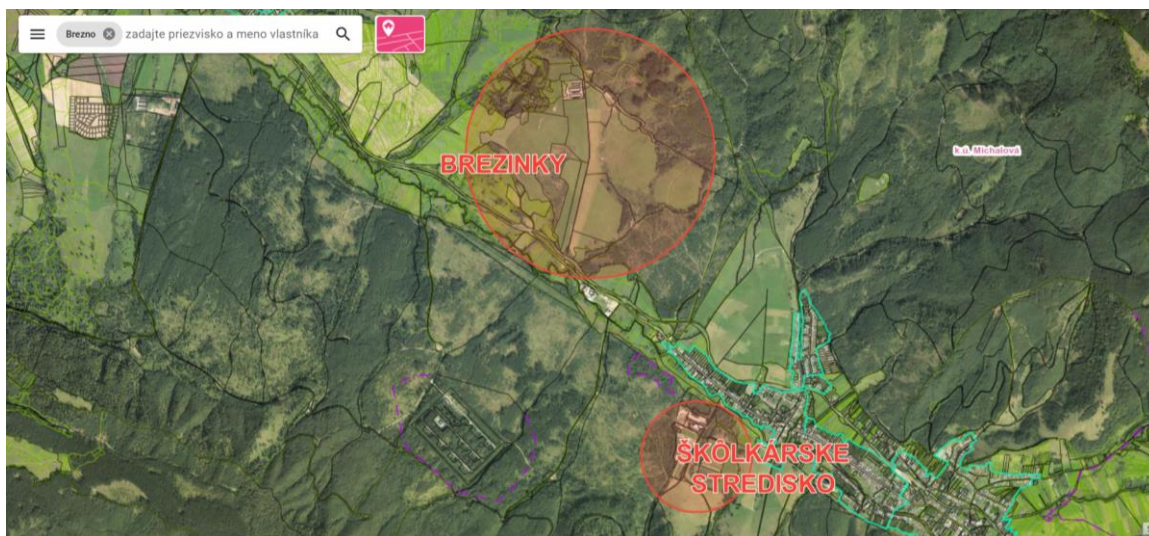 Brezno zadajte priezvisko a meno vlastníka
BREZINKY
k.ú. Michalová
ŠKÔLKÁRSKE
STREDISKO